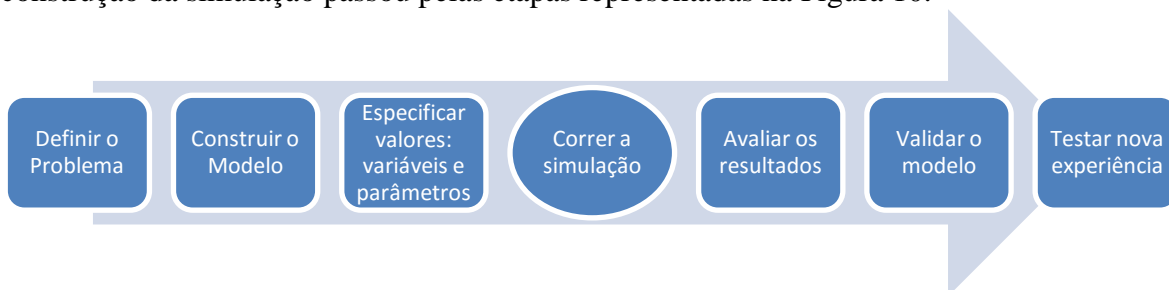 construção da simulação passou pelas etapas representadas na Figura 10.
Definir o
Problema
Construir o
Modelo
Especificar
valores:
variáveis e
parâmetros
Correr a
simulação
Avaliar os
resultados
Validar o
modelo
Testar nova
experiência